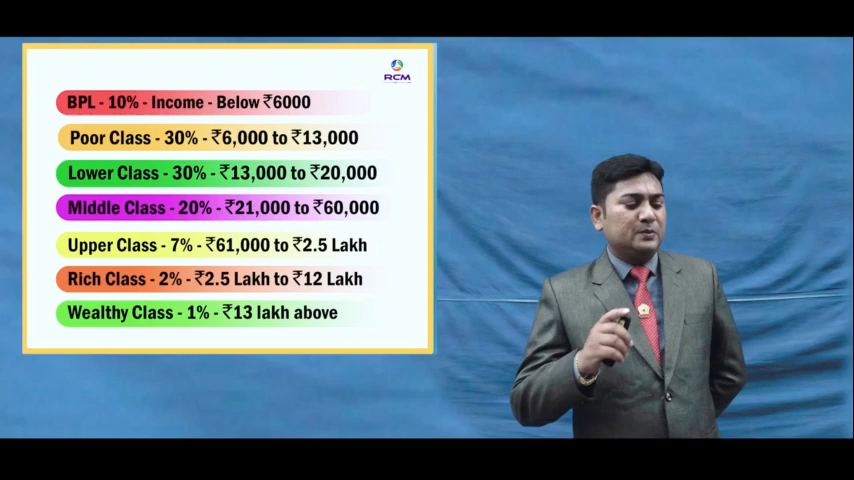 RCM
BPL - 10% - Income - Below ₹6000
Poor Class - 30% - ₹6,000 to ₹13,000
Lower Class - 30% - ₹13,000 to ₹20,000
Middle Class - 20% - ₹21,000 to ₹60,000
Upper Class - 7% - ₹61,000 to ₹2.5 Lakh
Rich Class - 2% - ₹2.5 Lakh to ₹12 Lakh
Wealthy Class - 1% - ₹13 lakh above